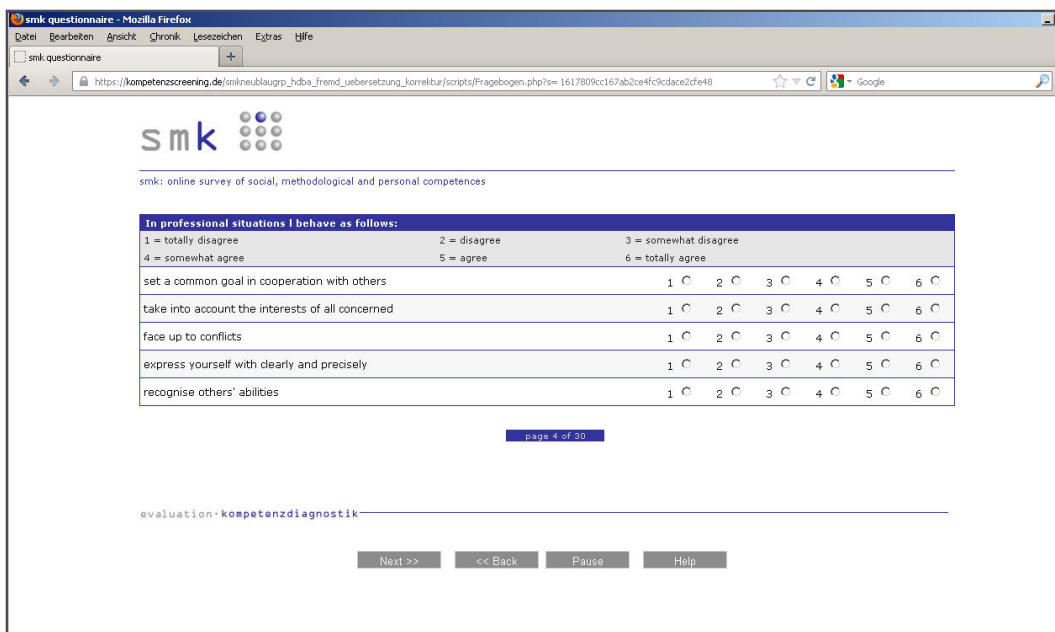 smk questionnaire - Mozilla Firefox
Datei Bearbeiten Ansicht Chronik Lesezeichen Extras Hilfe
smk questionnaire +
https://kompetenzscreening.de/smkneublaugrp_hdba_fremd_uebersetzung_korrektur/scripts/Fragebogen.php?s= 1617809cc167ab2ce4fc9cdace2cfe48 Google
smk
smk: online survey of social, methodological and personal competences
In professional situations I behave as follows:
1 = totally disagree 2 = disagree 3 = somewhat disagree
4 = somewhat agree 5 = agree 6 = totally agree
set a common goal in cooperation with others 1 2 3 4 5 6
take into account the interests of all concerned 1 2 3 4 5 6
face up to conflicts 1 2 3 4 5 6
express yourself with clearly and precisely 1 2 3 4 5 6
recognise others' abilities 1 2 3 4 5 6
page 4 of 30
evaluation·kompetenzdiagnostik
Next >> << Back Pause Help